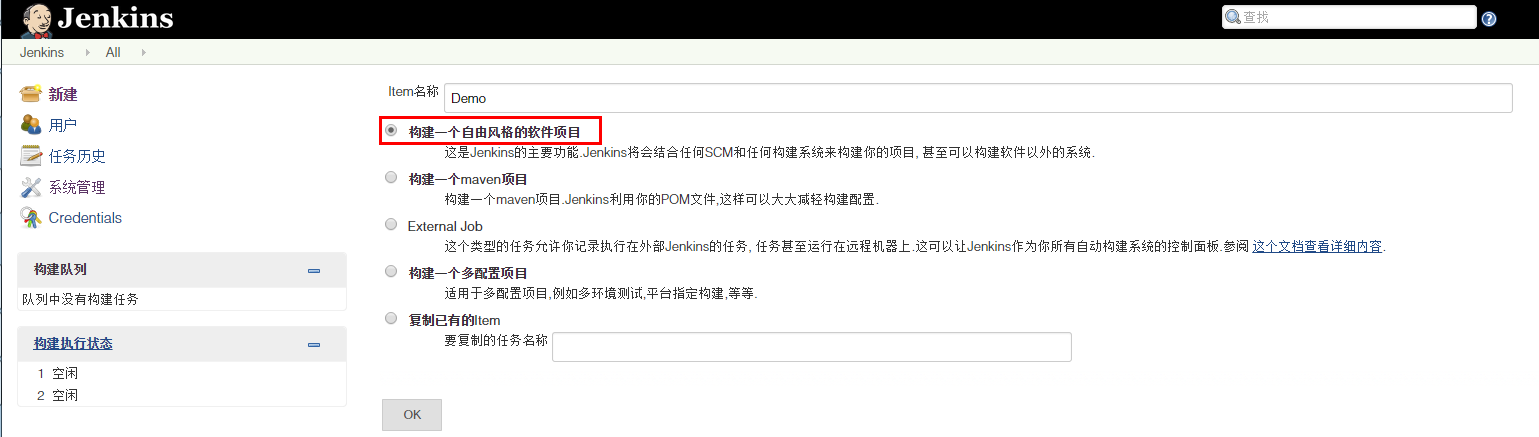 Jenkins
查找
Jenkins
All
新建
用户
任务历史
系统管理
Credentials
构建队列
队列中没有构建任务
构建执行状态
1 空闲
2 空闲
Item名称 Demo
构建一个自由风格的软件项目
这是Jenkins的主要功能.Jenkins将会结合任何SCM和任何构建系统来构建你的项目, 甚至可以构建软件以外的系统.
构建一个maven项目
构建一个maven项目.Jenkins利用你的POM文件,这样可以大大减轻构建配置.
External Job
这个类型的任务允许你记录执行在外部Jenkins的任务, 任务甚至运行在远程机器上.这可以让Jenkins作为你所有自动构建系统的控制面板.参阅 这个文档查看详细内容.
构建一个多配置项目
适用于多配置项目,例如多环境测试,平台指定构建,等等.
复制已有的Item
要复制的任务名称
OK